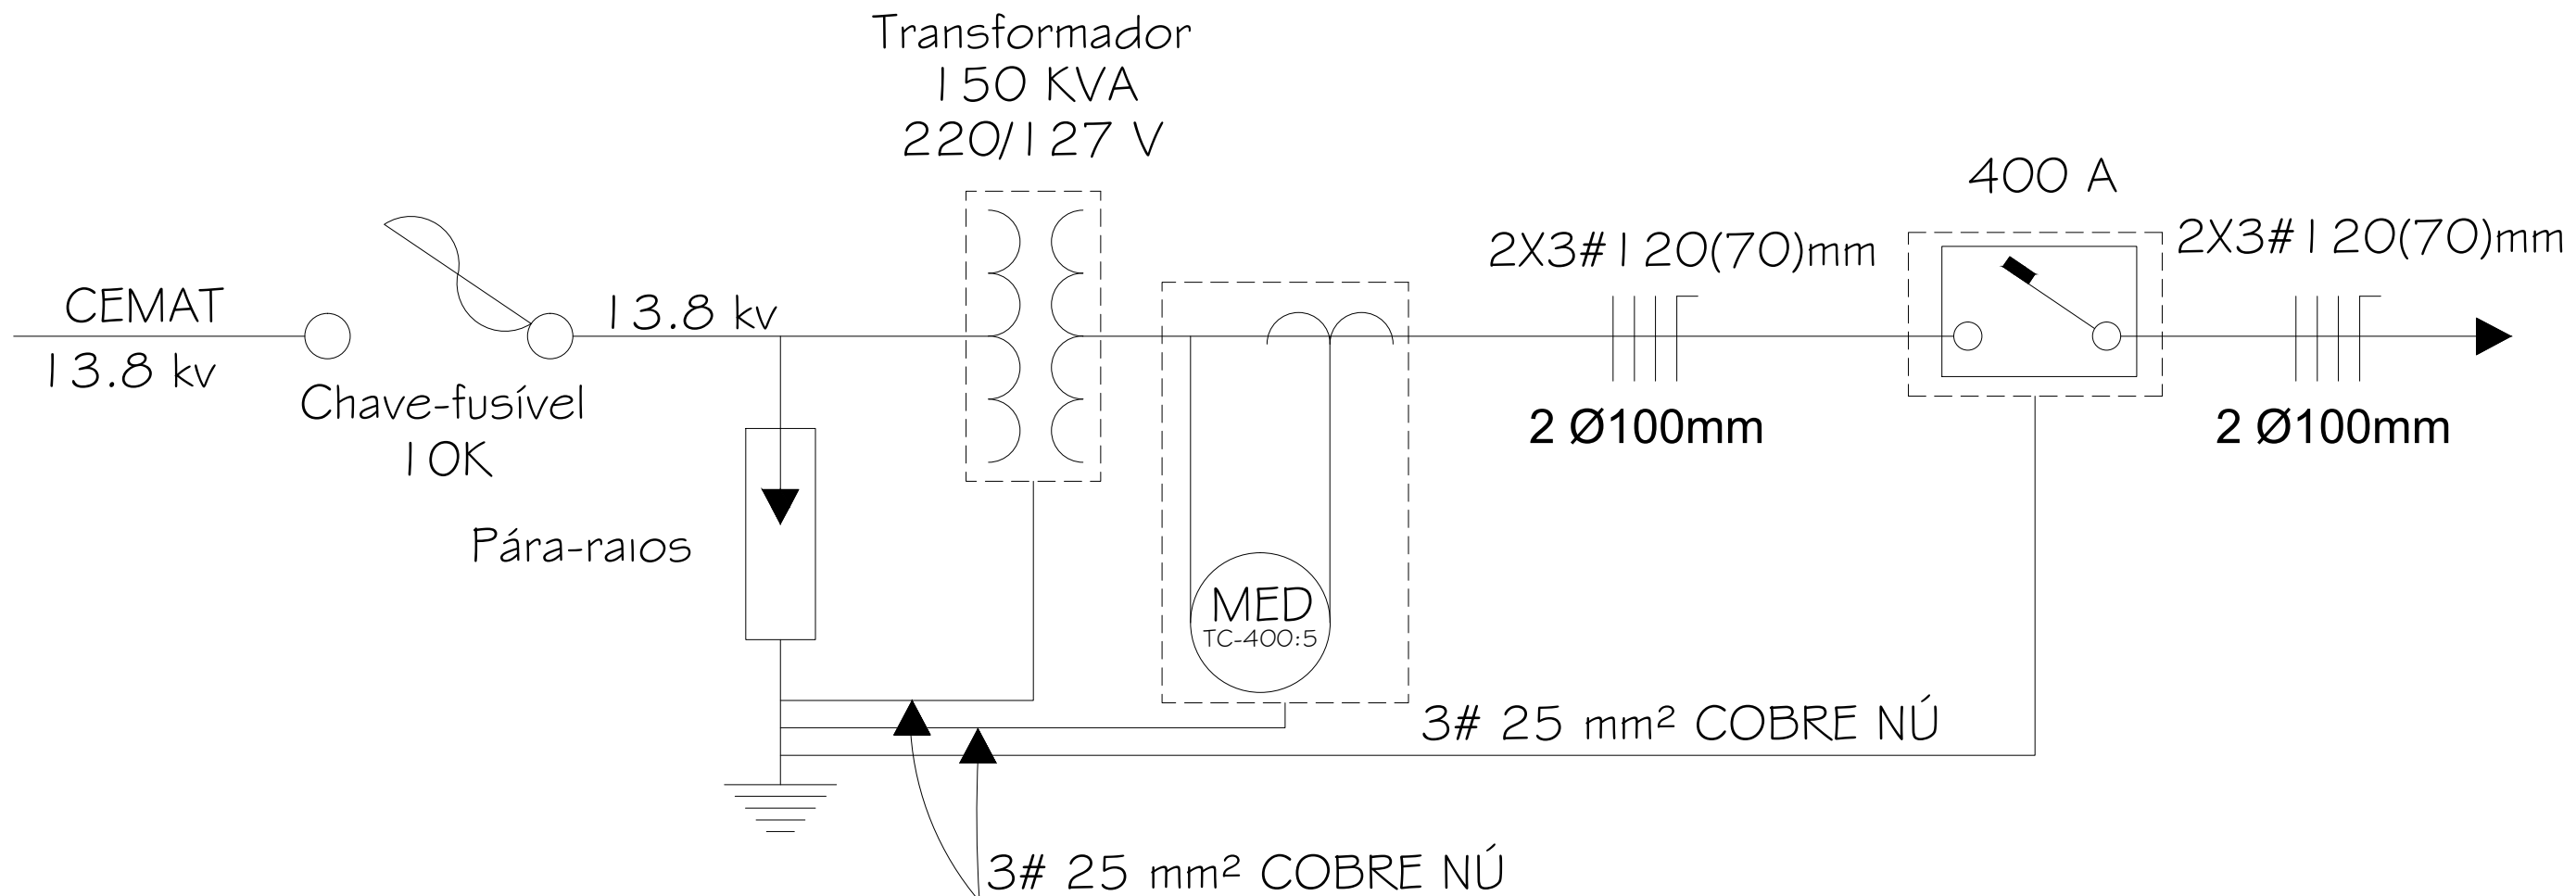 Transformador
150 KVA
220/127 V
400 A
2X3#120(70)mm
2X3#120(70)mm
CEMAT
13.8 kv
13.8 kv
Chave-fusível
10K
2 Ø100mm
2 Ø100mm
Pára-raios
MED
TC-400:5
3# 25 mm² COBRE NÚ
3# 25 mm² COBRE NÚ